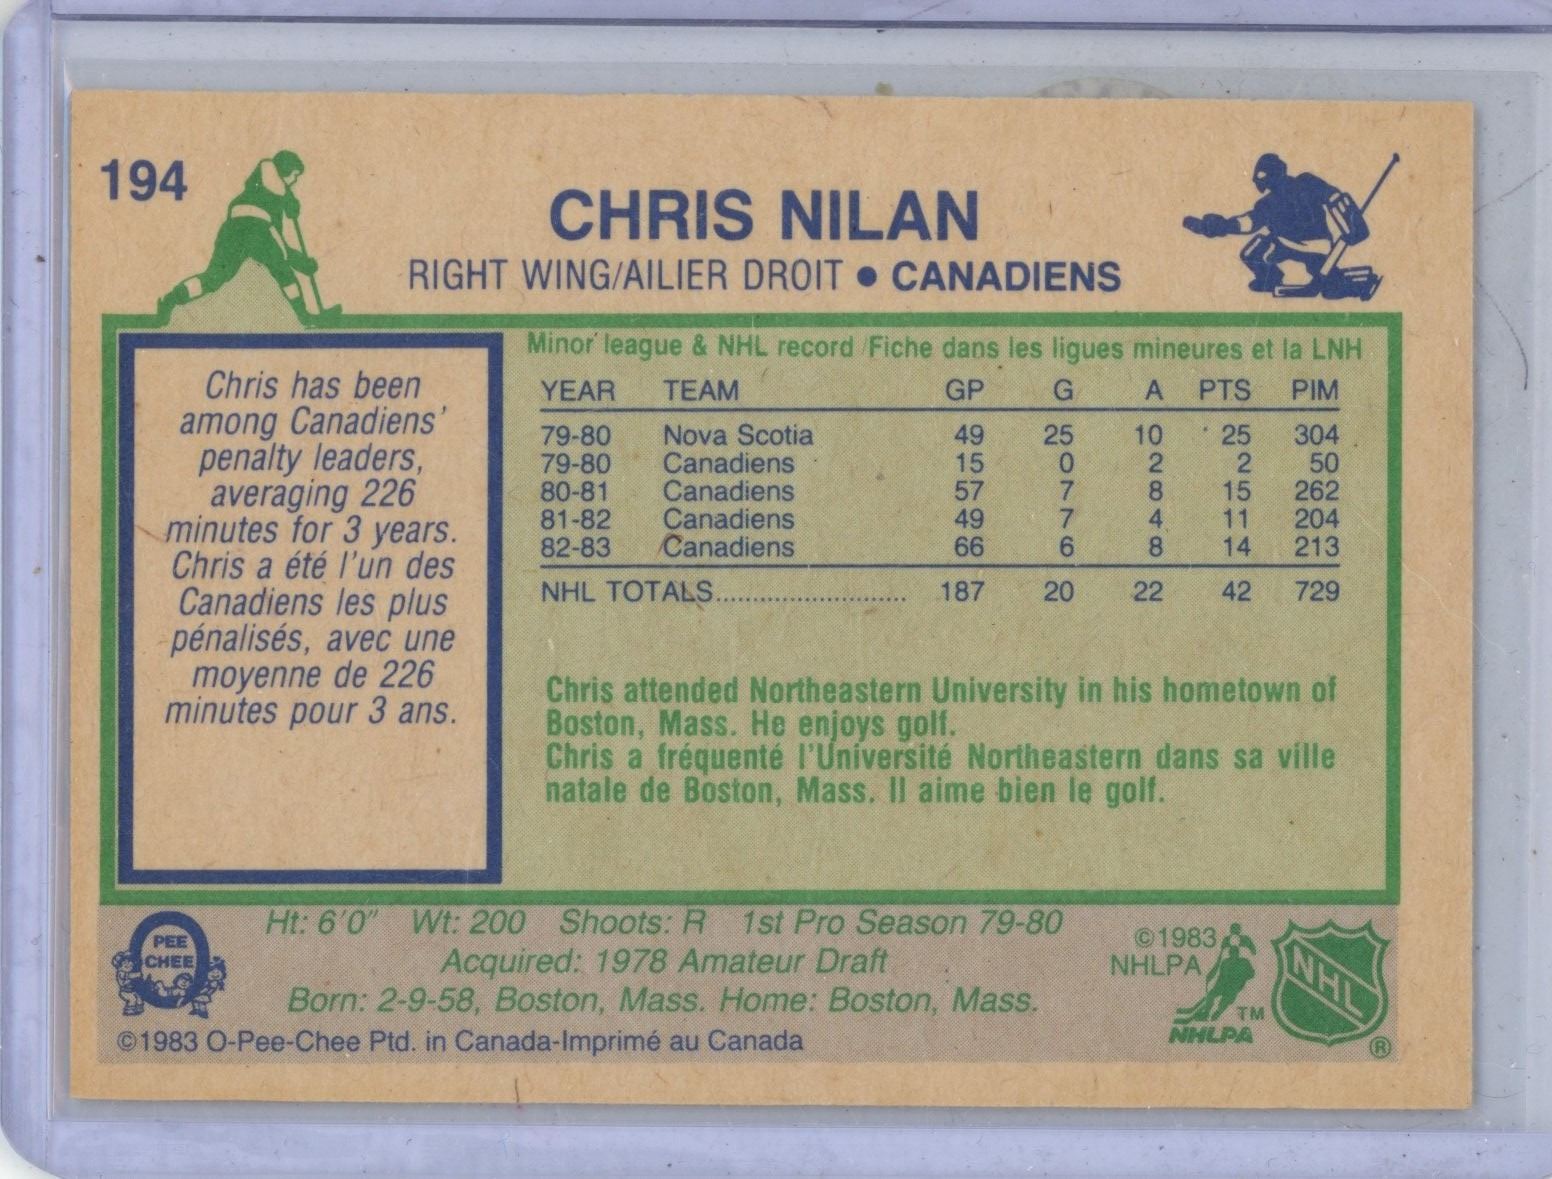 194
CHRIS NILAN
RIGHT WING/AILIER DROIT ● CANADIENS
Chris has been
among Canadiens'
penalty leaders,
averaging 226
minutes for 3 years.
Chris a été l'un des
Canadiens les plus
pénalisés, avec une
moyenne de 226
minutes pour 3 ans.
Minor league & NHL record/Fiche dans les ligues mineures et la LNH
YEAR TEAM GP G A PTS PIM
79-80 Nova Scotia 49 25 10 25 304
79-80 Canadiens 15 0 2 2 50
80-81 Canadiens 57 7 8 15 262
81-82 Canadiens 49 7 4 11 204
82-83 Canadiens 66 6 8 14 213
NHL TOTALS.......................... 187 20 22 42 729
Chris attended Northeastern University in his hometown of
Boston, Mass. He enjoys golf.
Chris a fréquenté l'Université Northeastern dans sa ville
natale de Boston, Mass. Il aime bien le golf.
O
PEE
CHEE
Ht: 6'0" Wt: 200 Shoots: R 1st Pro Season 79-80
Acquired: 1978 Amateur Draft
Born: 2-9-58, Boston, Mass. Home: Boston, Mass.
©1983 O-Pee-Chee Ptd. in Canada-Imprimé au Canada
©1983
NHLPA
TM
NHLPA
NHL
®